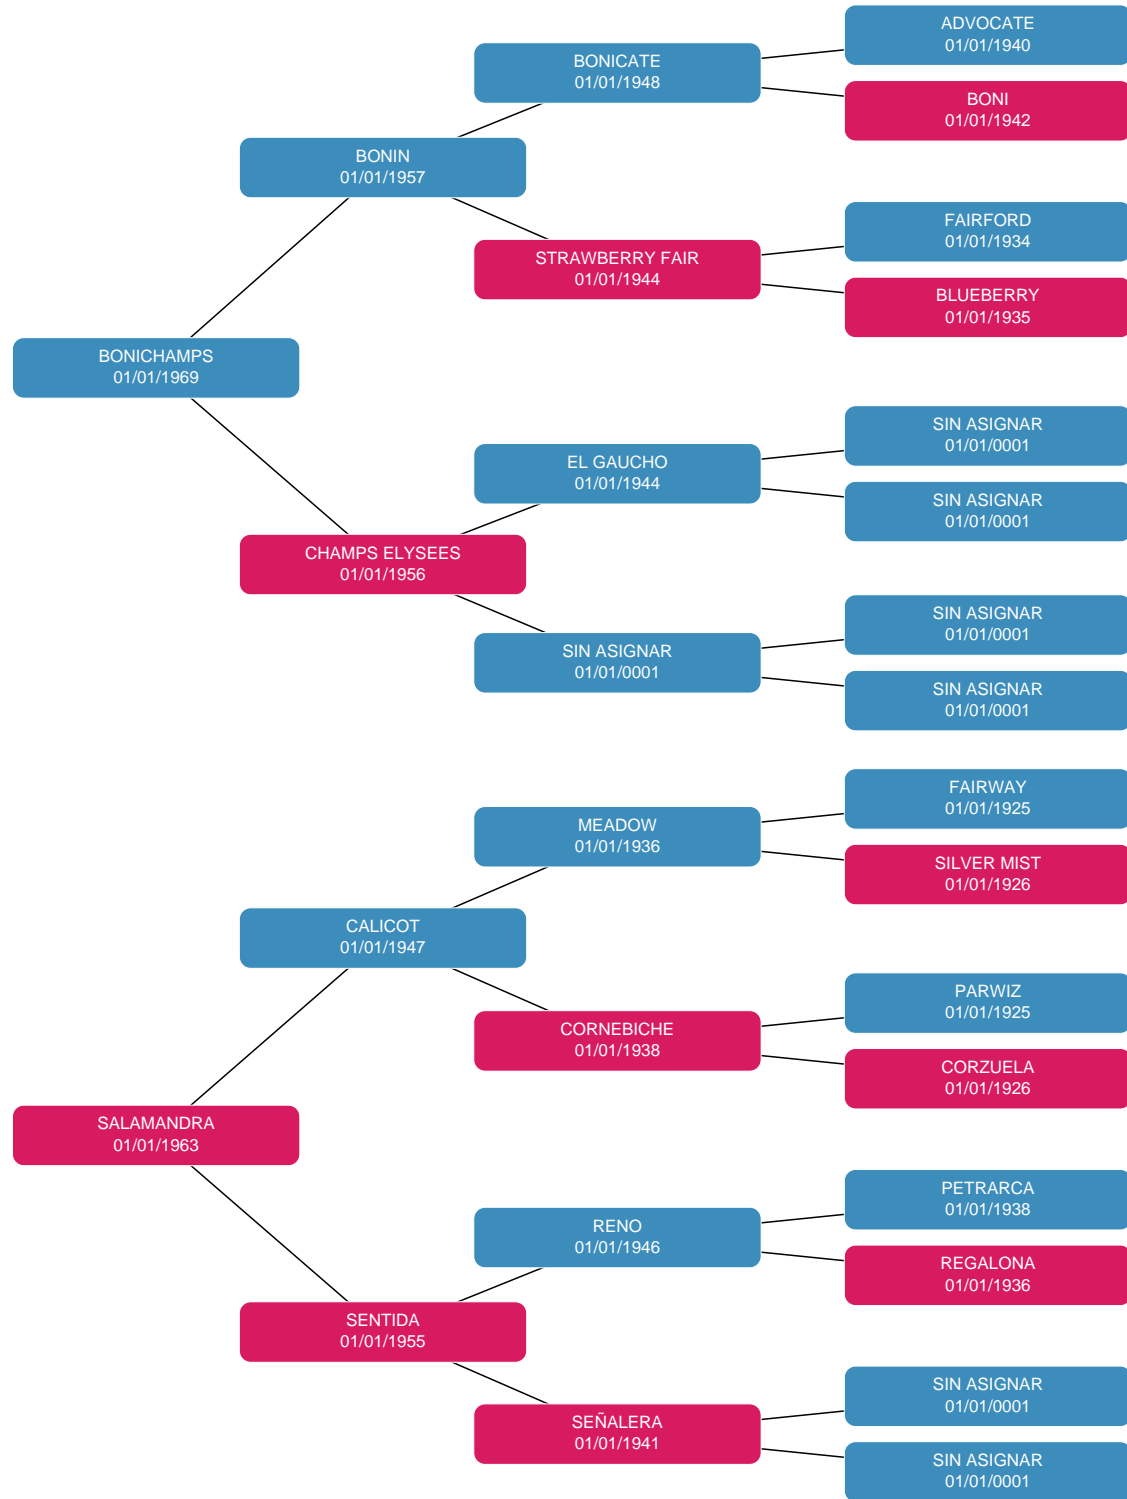 ADVOCATE
01/01/1940
BONICATE
01/01/1948
BONI
01/01/1942
BONIN
01/01/1957
FAIRFORD
01/01/1934
STRAWBERRY FAIR
01/01/1944
BLUEBERRY
01/01/1935
BONICHAMPS
01/01/1969
SIN ASIGNAR
01/01/0001
EL GAUCHO
01/01/1944
SIN ASIGNAR
01/01/0001
CHAMPS ELYSEES
01/01/1956
SIN ASIGNAR
01/01/0001
SIN ASIGNAR
01/01/0001
SIN ASIGNAR
01/01/0001
FAIRWAY
01/01/1925
MEADOW
01/01/1936
SILVER MIST
01/01/1926
CALICOT
01/01/1947
PARWIZ
01/01/1925
CORNEBICHE
01/01/1938
CORZUELA
01/01/1926
SALAMANDRA
01/01/1963
PETRARCA
01/01/1938
RENO
01/01/1946
REGALONA
01/01/1936
SENTIDA
01/01/1955
SIN ASIGNAR
01/01/0001
SEÑALERA
01/01/1941
SIN ASIGNAR
01/01/0001